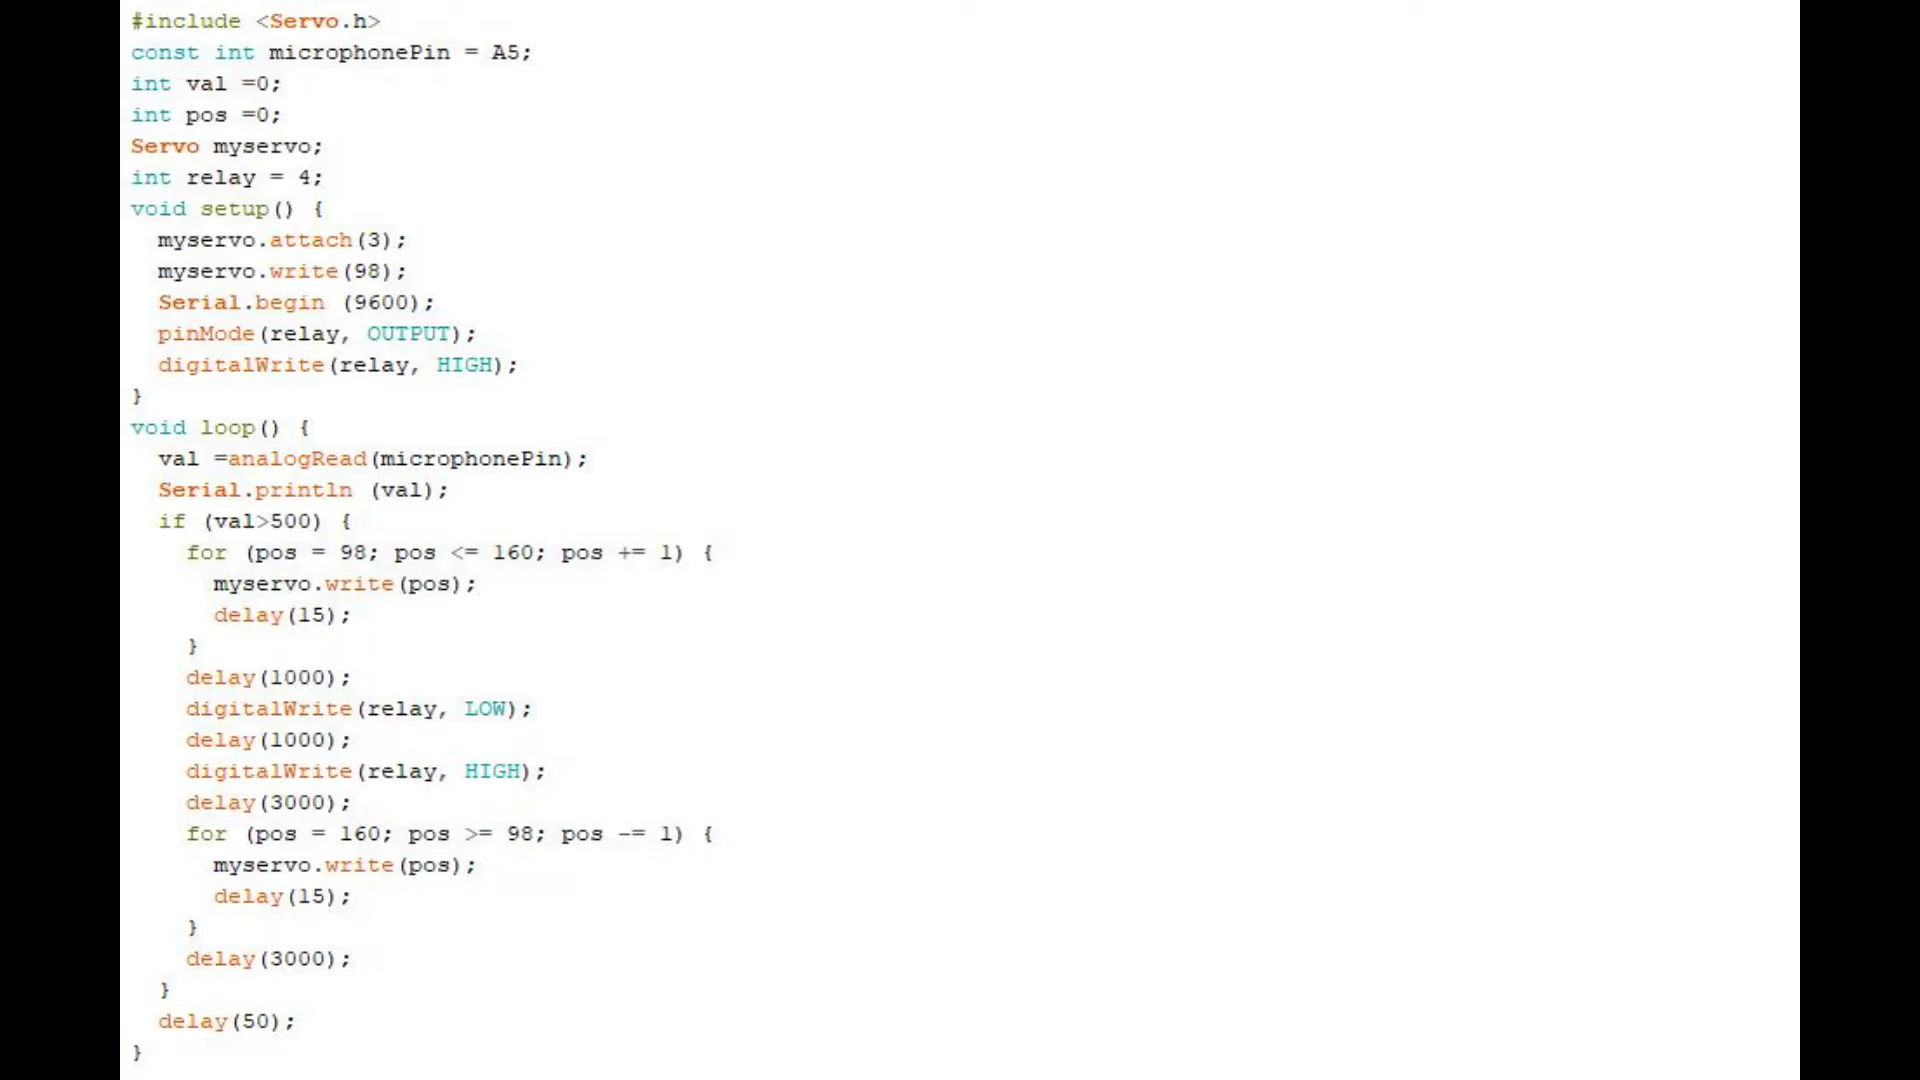 #include <Servo.h>
const int microphonePin = A5;
int val =0;
int pos =0;
Servo myservo;
int relay = 4;
void setup() {
  myservo.attach(3);
  myservo.write(98);
  Serial.begin (9600);
  pinMode(relay, OUTPUT);
  digitalWrite(relay, HIGH);
}
void loop() {
  val =analogRead(microphonePin);
  Serial.println (val);
  if (val>500) {
    for (pos = 98; pos <= 160; pos += 1) {
      myservo.write(pos);
      delay(15);
    }
    delay(1000);
    digitalWrite(relay, LOW);
    delay(1000);
    digitalWrite(relay, HIGH);
    delay(3000);
    for (pos = 160; pos >= 98; pos -= 1) {
      myservo.write(pos);
      delay(15);
    }
    delay(3000);
  }
  delay(50);
}